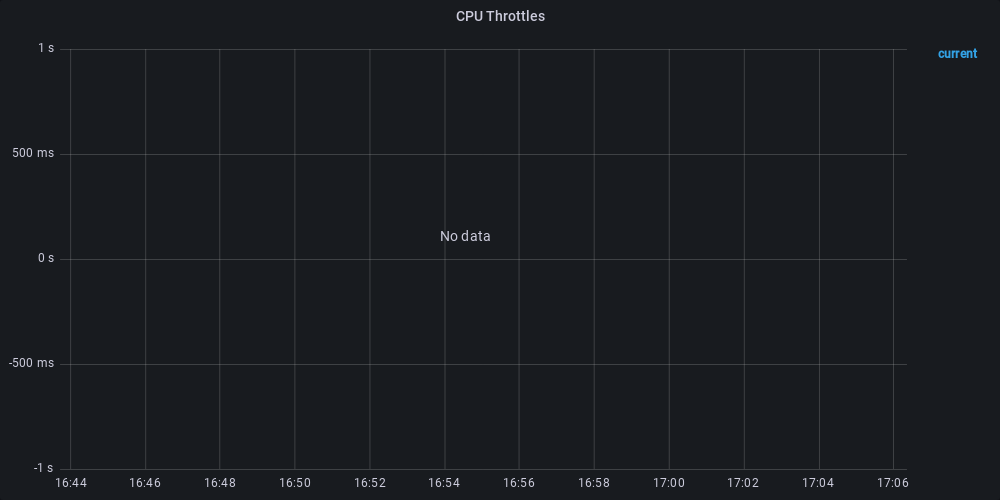 CPU Throttles
current
1 s
500 ms
No data
0 s
-500 ms
-1 s
16:44 16:46 16:48 16:50 16:52 16:54 16:56 16:58 17:00 17:02 17:04 17:06